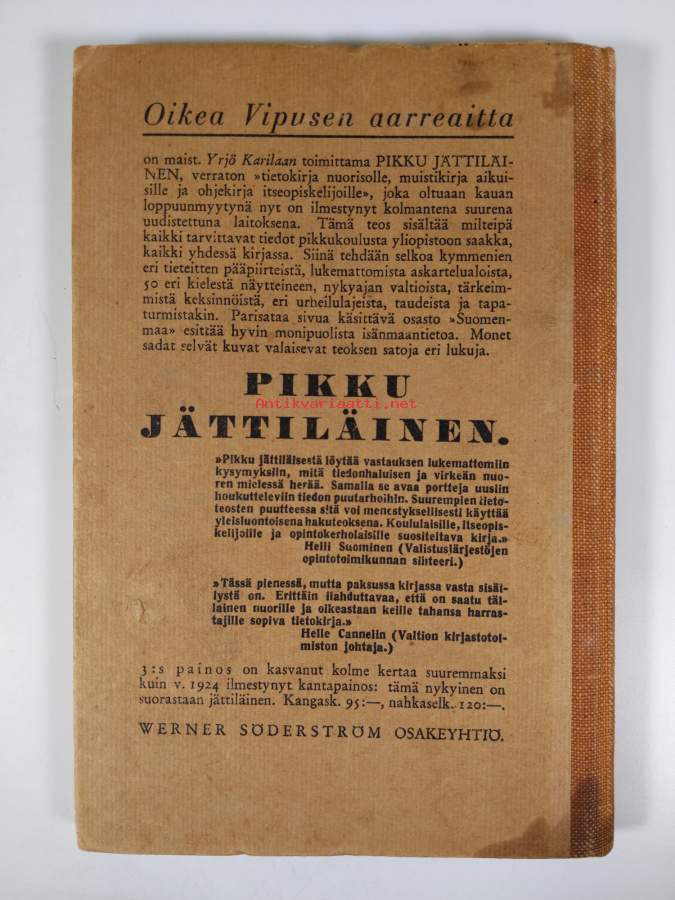 Oikea Vipusen aarreaitta
on maist. Yrjö Karilaan toimittama PIKKU JÄTTILÄI-
NEN, verraton »tietokirja nuorisolle, muistikirja aikui-
sille ja ohjekirja itseopiskelijoille», joka oltuaan kauan
loppuunmyytynä nyt on ilmestynyt kolmantena suurena
uudistettuna laitoksena. Tämä teos sisältää milteipä
kaikki tarvittavat tiedot pikkukoulusta yliopistoon saakka,
kaikki yhdessä kirjassa. Siinä tehdään selkoa kymmenien
eri tieteitten pääpiirteistä, lukemattomista askartelualoista,
50 eri kielestä näytteineen, nykyajan valtioista, tärkeim-
mistä keksinnöistä, eri urheilulajeista, taudeista ja tapa-
turmistakin. Parisataa sivua käsittävä osasto »Suomen-
maa» esittää hyvin monipuolista isänmaantietoa. Monet
sadat selvät kuvat valaisevat teoksen satoja eri lukuja.
PIKKU
Antikvariaatti.net
JÄTTILÄINEN.
»Pikku jättiläisestä löytää vastauksen lukemattomiin
kysymyksiin, mitä tiedonhaluisen ja virkeän nuo-
ren mielessä herää. Samalla se avaa portteja uusiin
houkutteleviin tiedon puutarhoihin. Suurempien tieto-
teosten puutteessa sitä voi menestyksellisesti käyttää
yleisluontoisena hakuteoksena. Koululaisille, itseopis-
kelijoille ja opintokerholaisille suositeltava kirja.»
Helli Suominen (Valistusjärjestöjen
opintotoimikunnan sihteeri.)
»Tässä pienessä, mutta paksussa kirjassa vasta sisäl-
lystä on. Erittäin ilahduttavaa, että on saatu täl-
lainen nuorille ja oikeastaan keille tahansa harras-
tajille sopiva tietokirja.»
Helle Cannelin (Valtion kirjastotoi-
miston johtaja.)
3:s painos on kasvanut kolme kertaa suuremmaksi
kuin v. 1924 ilmestynyt kantapainos: tämä nykyinen on
suorastaan jättiläinen. Kangask. 95:—, nahkaselk. 120:—.
WERNER SÖDERSTRÖM OSAKEYHTIÖ.